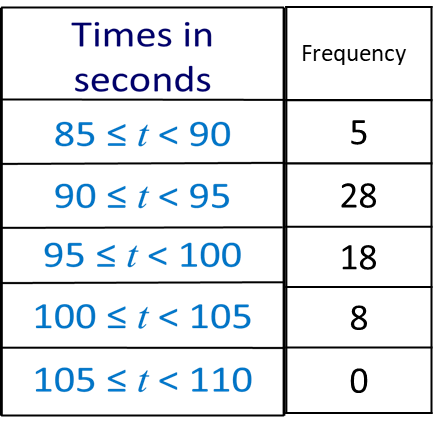 Times in
seconds
Frequency
85 ≤ t < 90
5
90 ≤ t < 95
28
95 ≤ t < 100
18
100 ≤ t < 105
8
105 ≤ t < 110
0